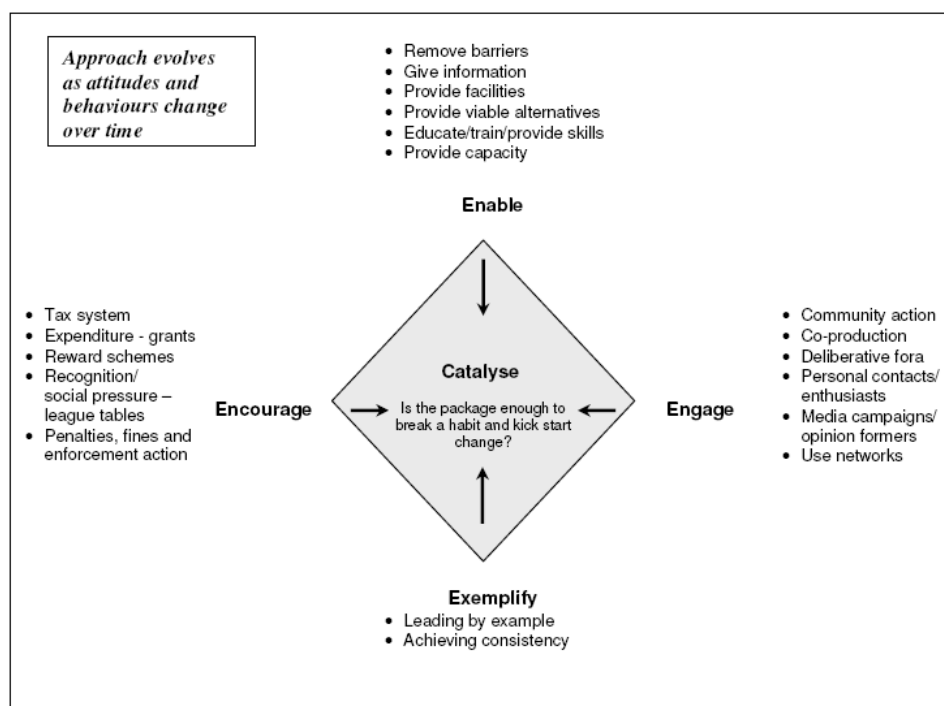 Approach evolves
as attitudes and
behaviours change
over time
• Remove barriers
• Give information
• Provide facilities
• Provide viable alternatives
• Educate/train/provide skills
• Provide capacity
Enable
• Tax system
• Expenditure - grants
• Reward schemes
• Recognition/
social pressure –
league tables
• Penalties, fines and
enforcement action
Encourage
Catalyse
Is the package enough to
break a habit and kick start
change?
Engage
• Community action
• Co-production
• Deliberative fora
• Personal contacts/
enthusiasts
• Media campaigns/
opinion formers
• Use networks
Exemplify
• Leading by example
• Achieving consistency